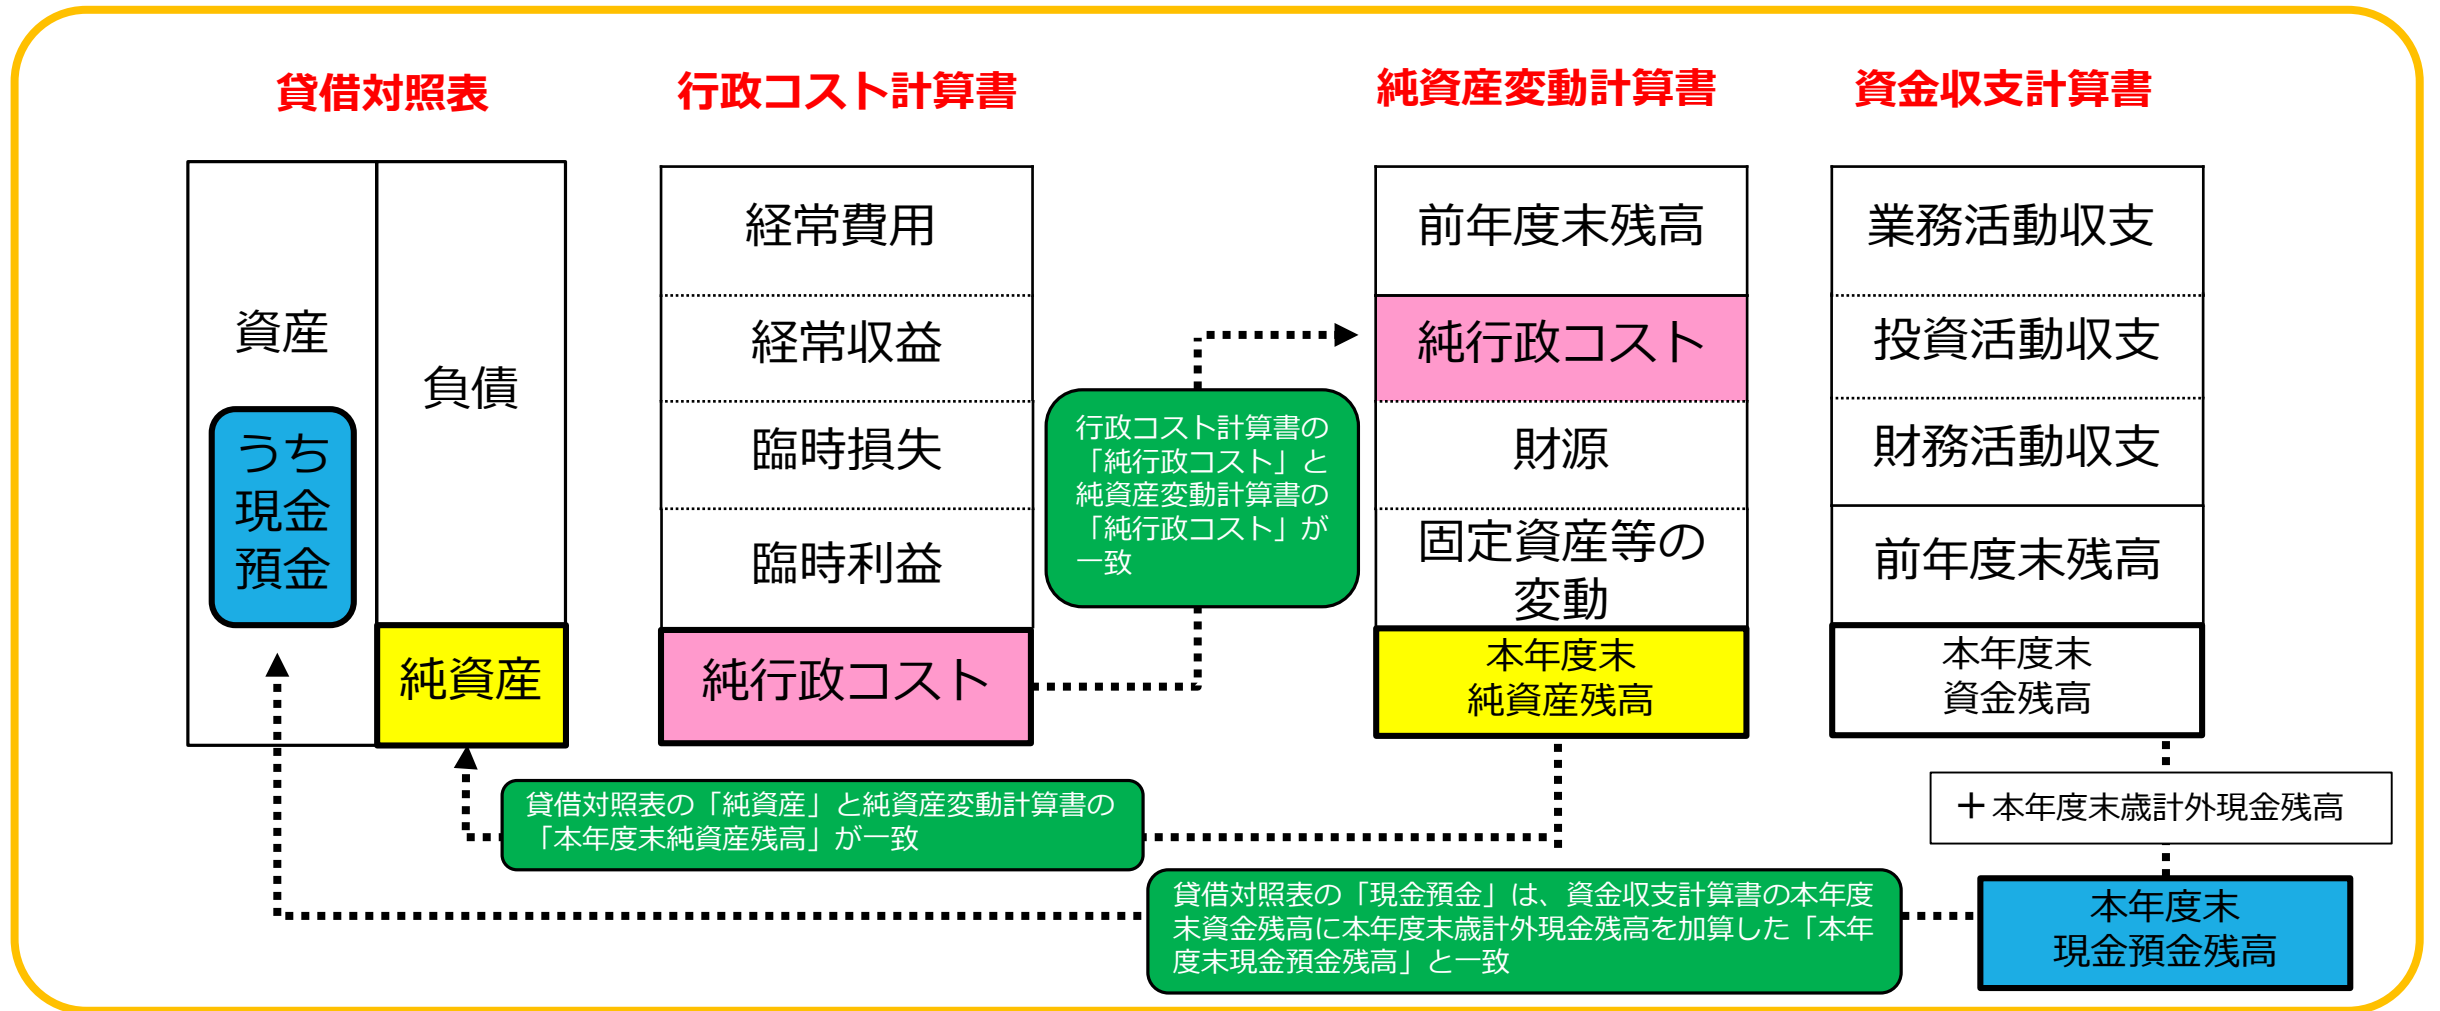 貸借対照表
行政コスト計算書
純資産変動計算書
資金収支計算書
資産
うち
現金
預金
負債
純資産
経常費用
経常収益
臨時損失
臨時利益
純行政コスト
行政コスト計算書の
「純行政コスト」と
純資産変動計算書の
「純行政コスト」が
一致
前年度末残高
純行政コスト
財源
固定資産等の
変動
本年度末
純資産残高
業務活動収支
投資活動収支
財務活動収支
前年度末残高
本年度末
資金残高
貸借対照表の「純資産」と純資産変動計算書の
「本年度末純資産残高」が一致
＋本年度末歳計外現金残高
貸借対照表の「現金預金」は、資金収支計算書の本年度
末資金残高に本年度末歳計外現金残高を加算した「本年
度末現金預金残高」と一致
本年度末
現金預金残高